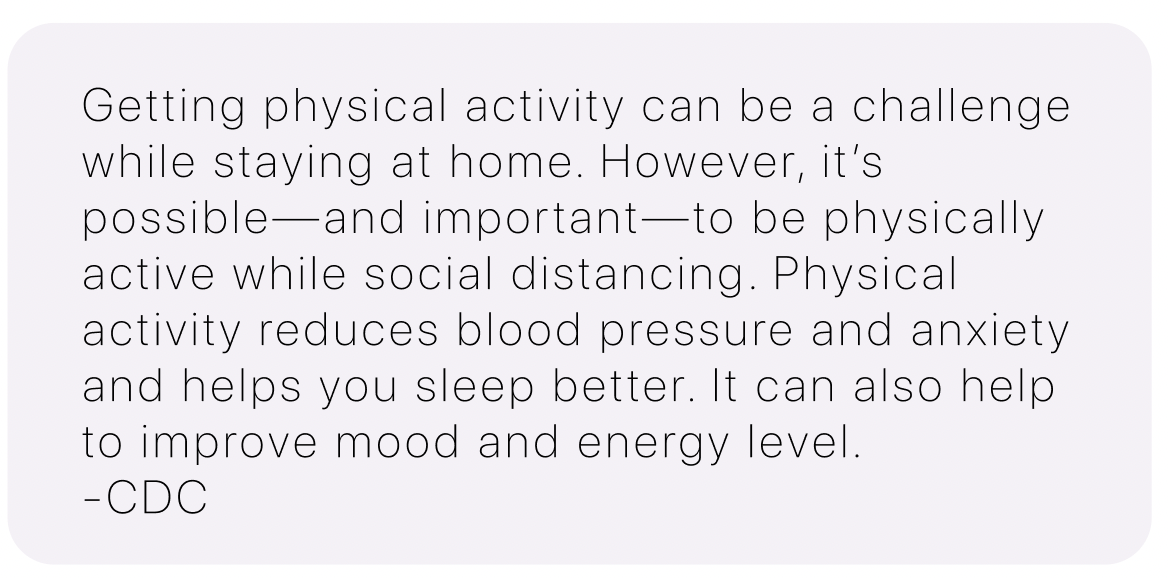 Getting physical activity can be a challenge
while staying at home. However, it’s
possible—and important—to be physically
active while social distancing. Physical
activity reduces blood pressure and anxiety
and helps you sleep better. It can also help
to improve mood and energy level.
-CDC